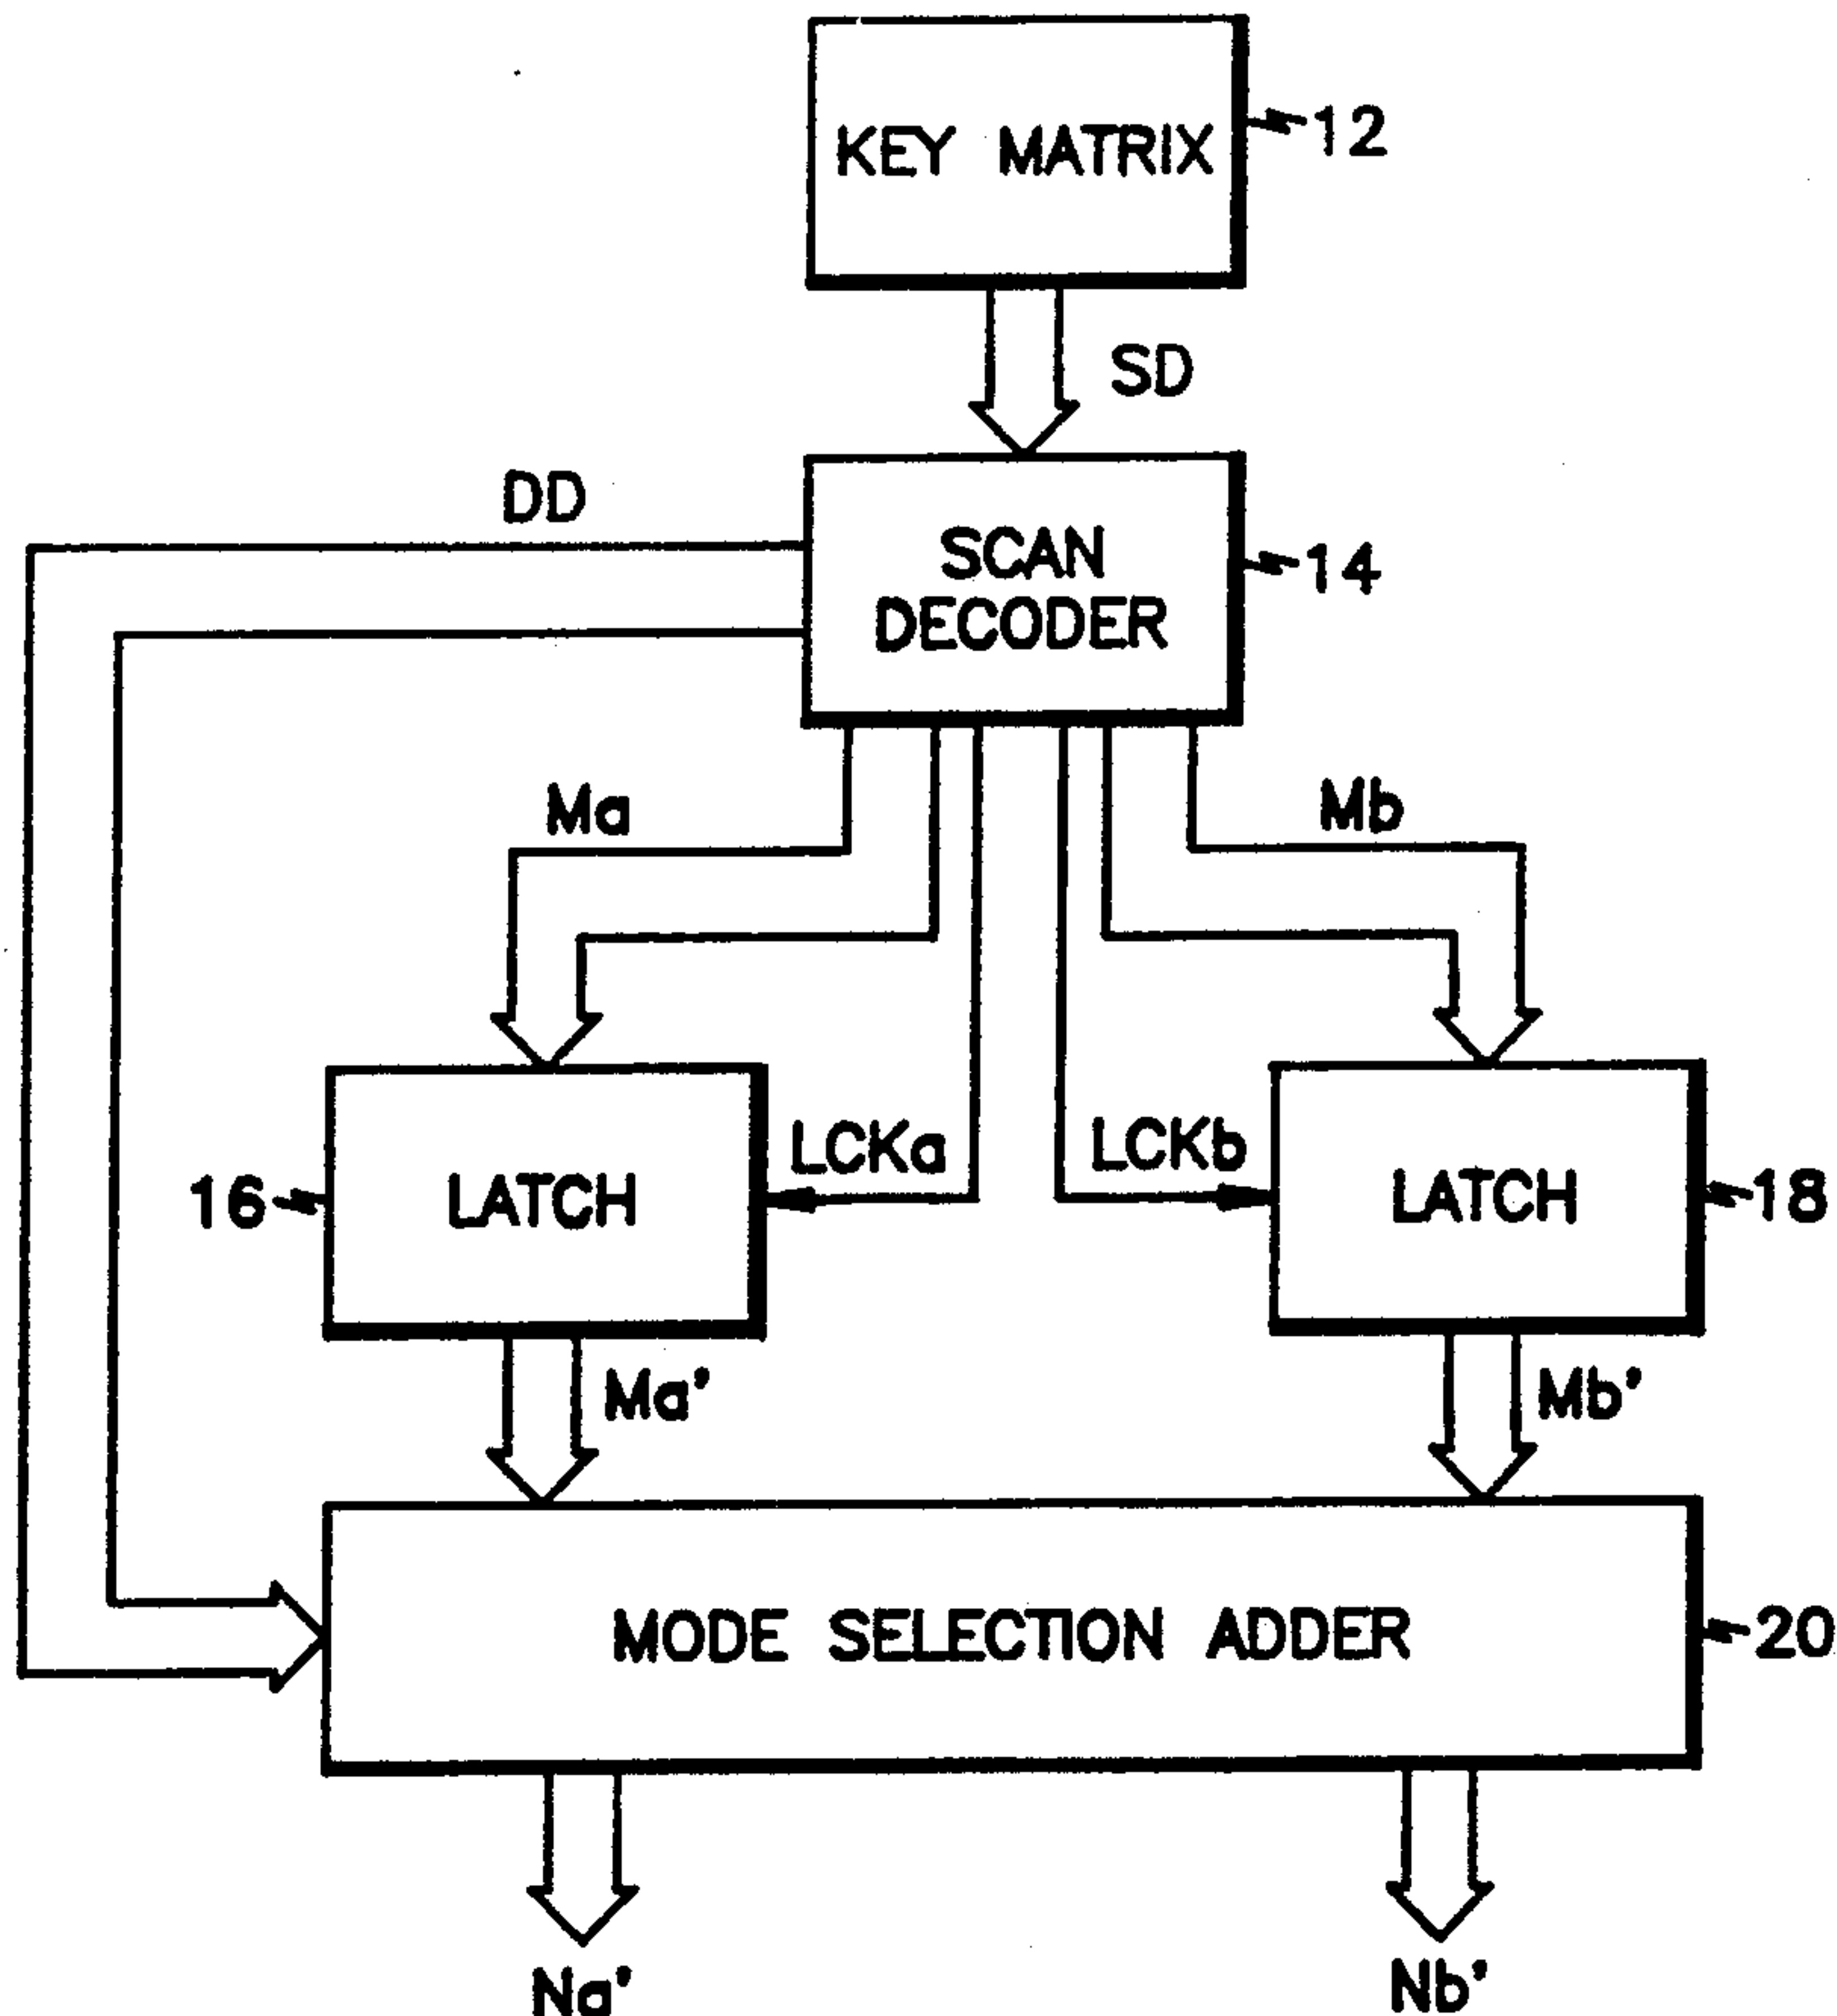 KEY MATRIX
12
SD
DD
SCAN
DECODER
14
Ma
Mb
LCKa
LCKb
16
LATCH
LATCH
18
Ma'
Mb'
MODE SELECTION ADDER
20
Na'
Nb'